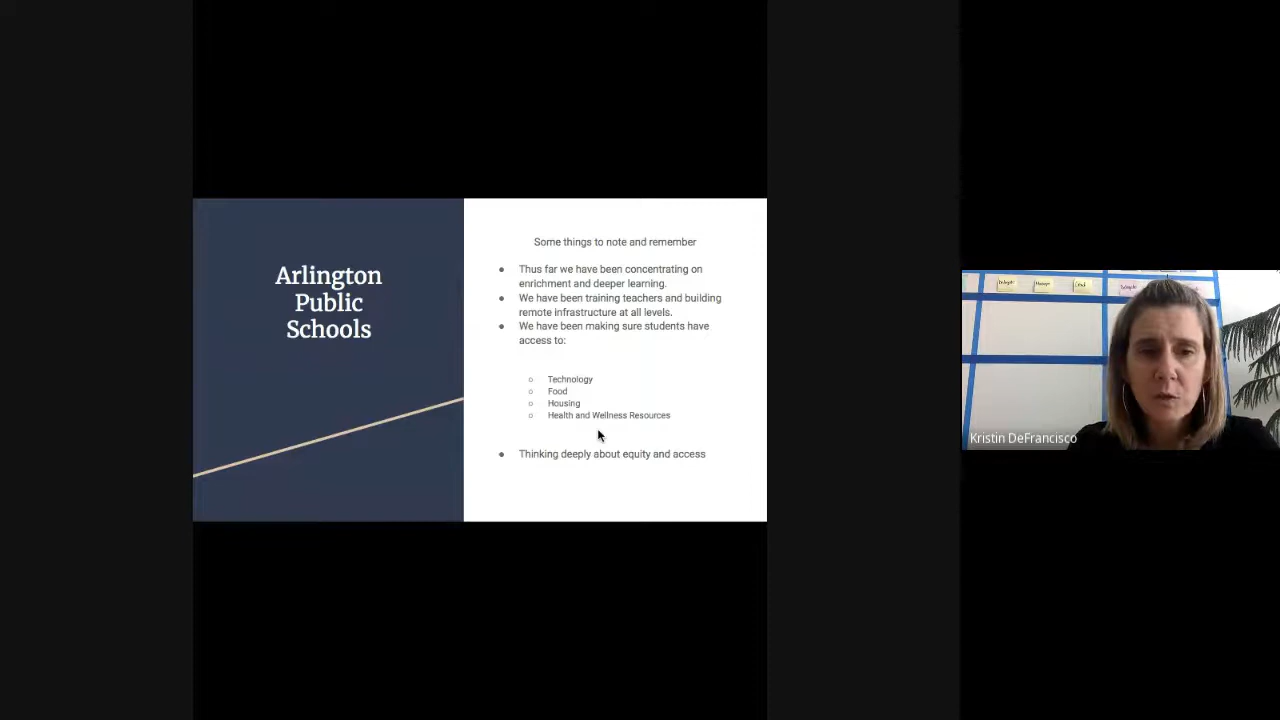 Arlington
Public
Schools
Some things to note and remember
● Thus far we have been concentrating on
enrichment and deeper learning.
● We have been training teachers and building
remote infrastructure at all levels.
● We have been making sure students have
access to:
○ Technology
○ Food
○ Housing
○ Health and Wellness Resources
● Thinking deeply about equity and access
Kristin DeFrancisco